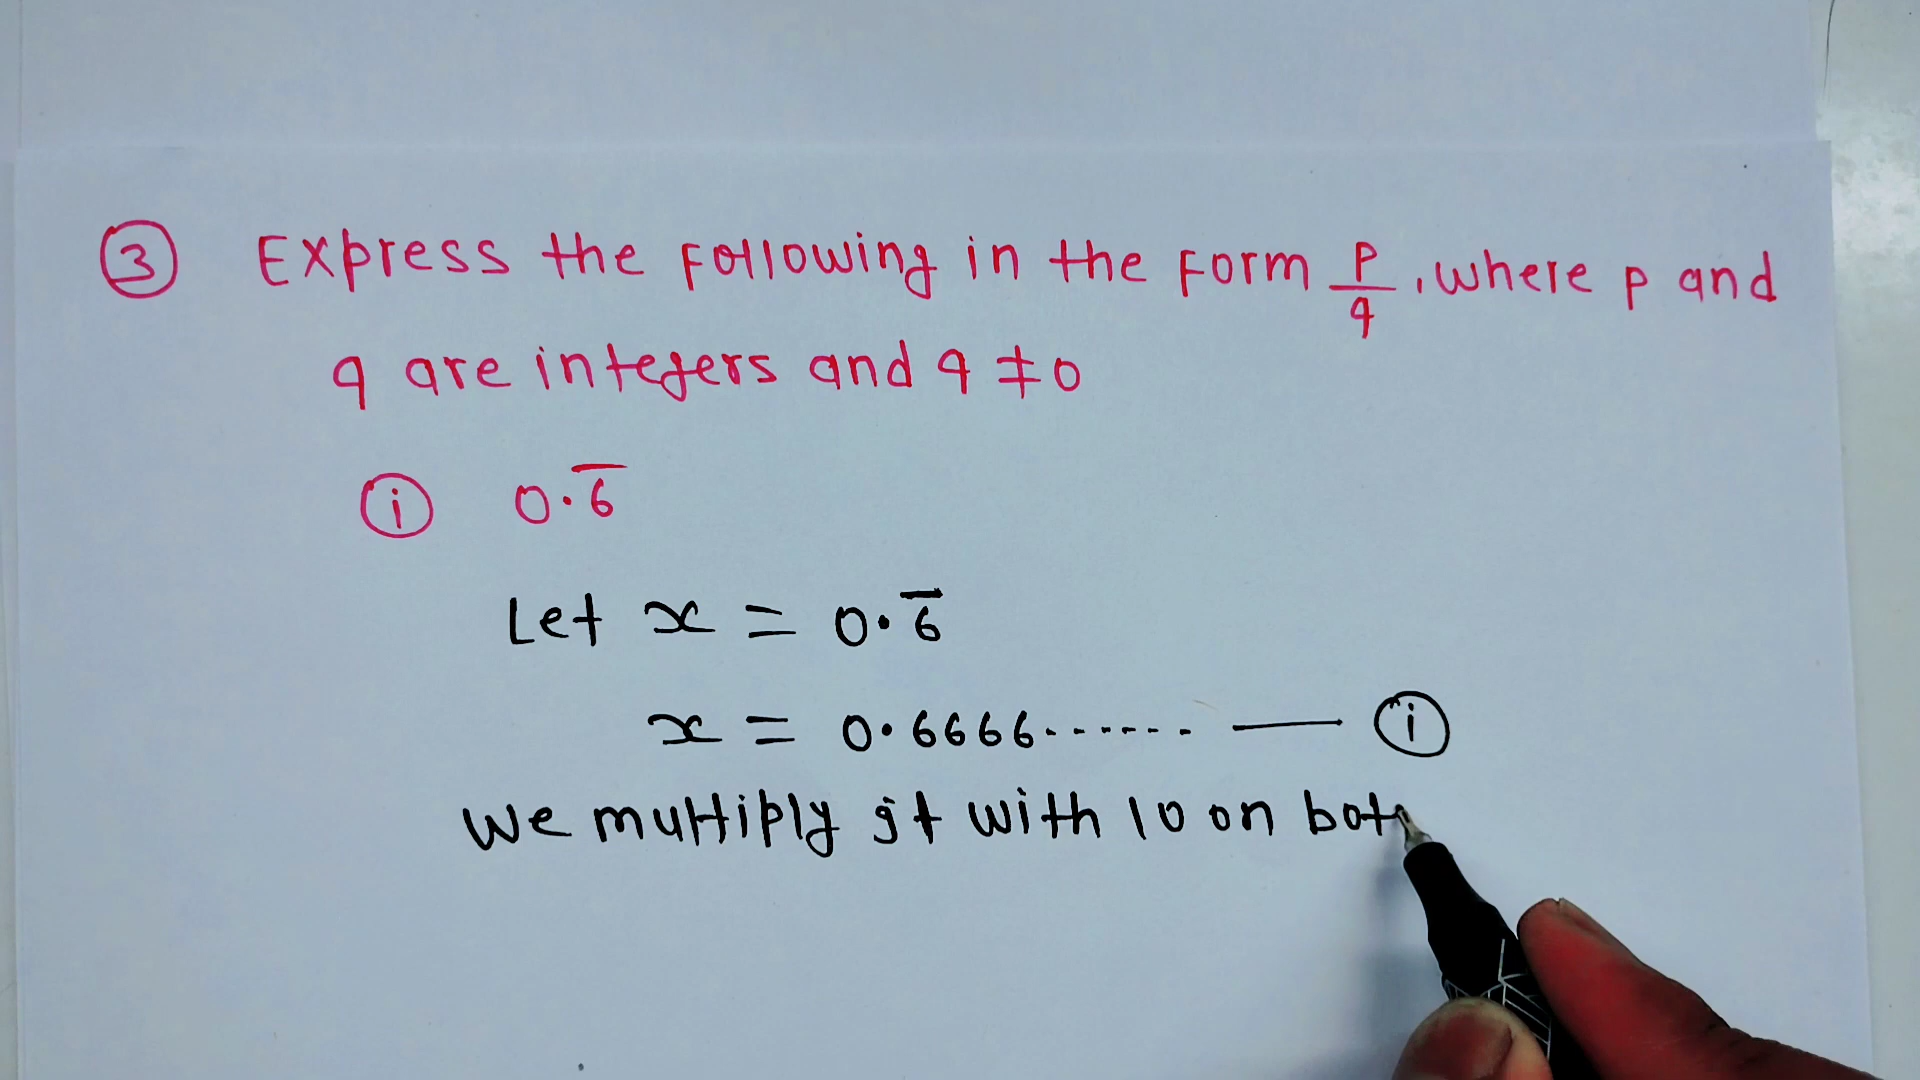 ③ Express the following in the form p/q, where p and
q are integers and q ≠ 0
ⓘ 0.6̅
Let x = 0.6̅
x = 0.6666....... — ⓘ
We multiply it with 10 on bot